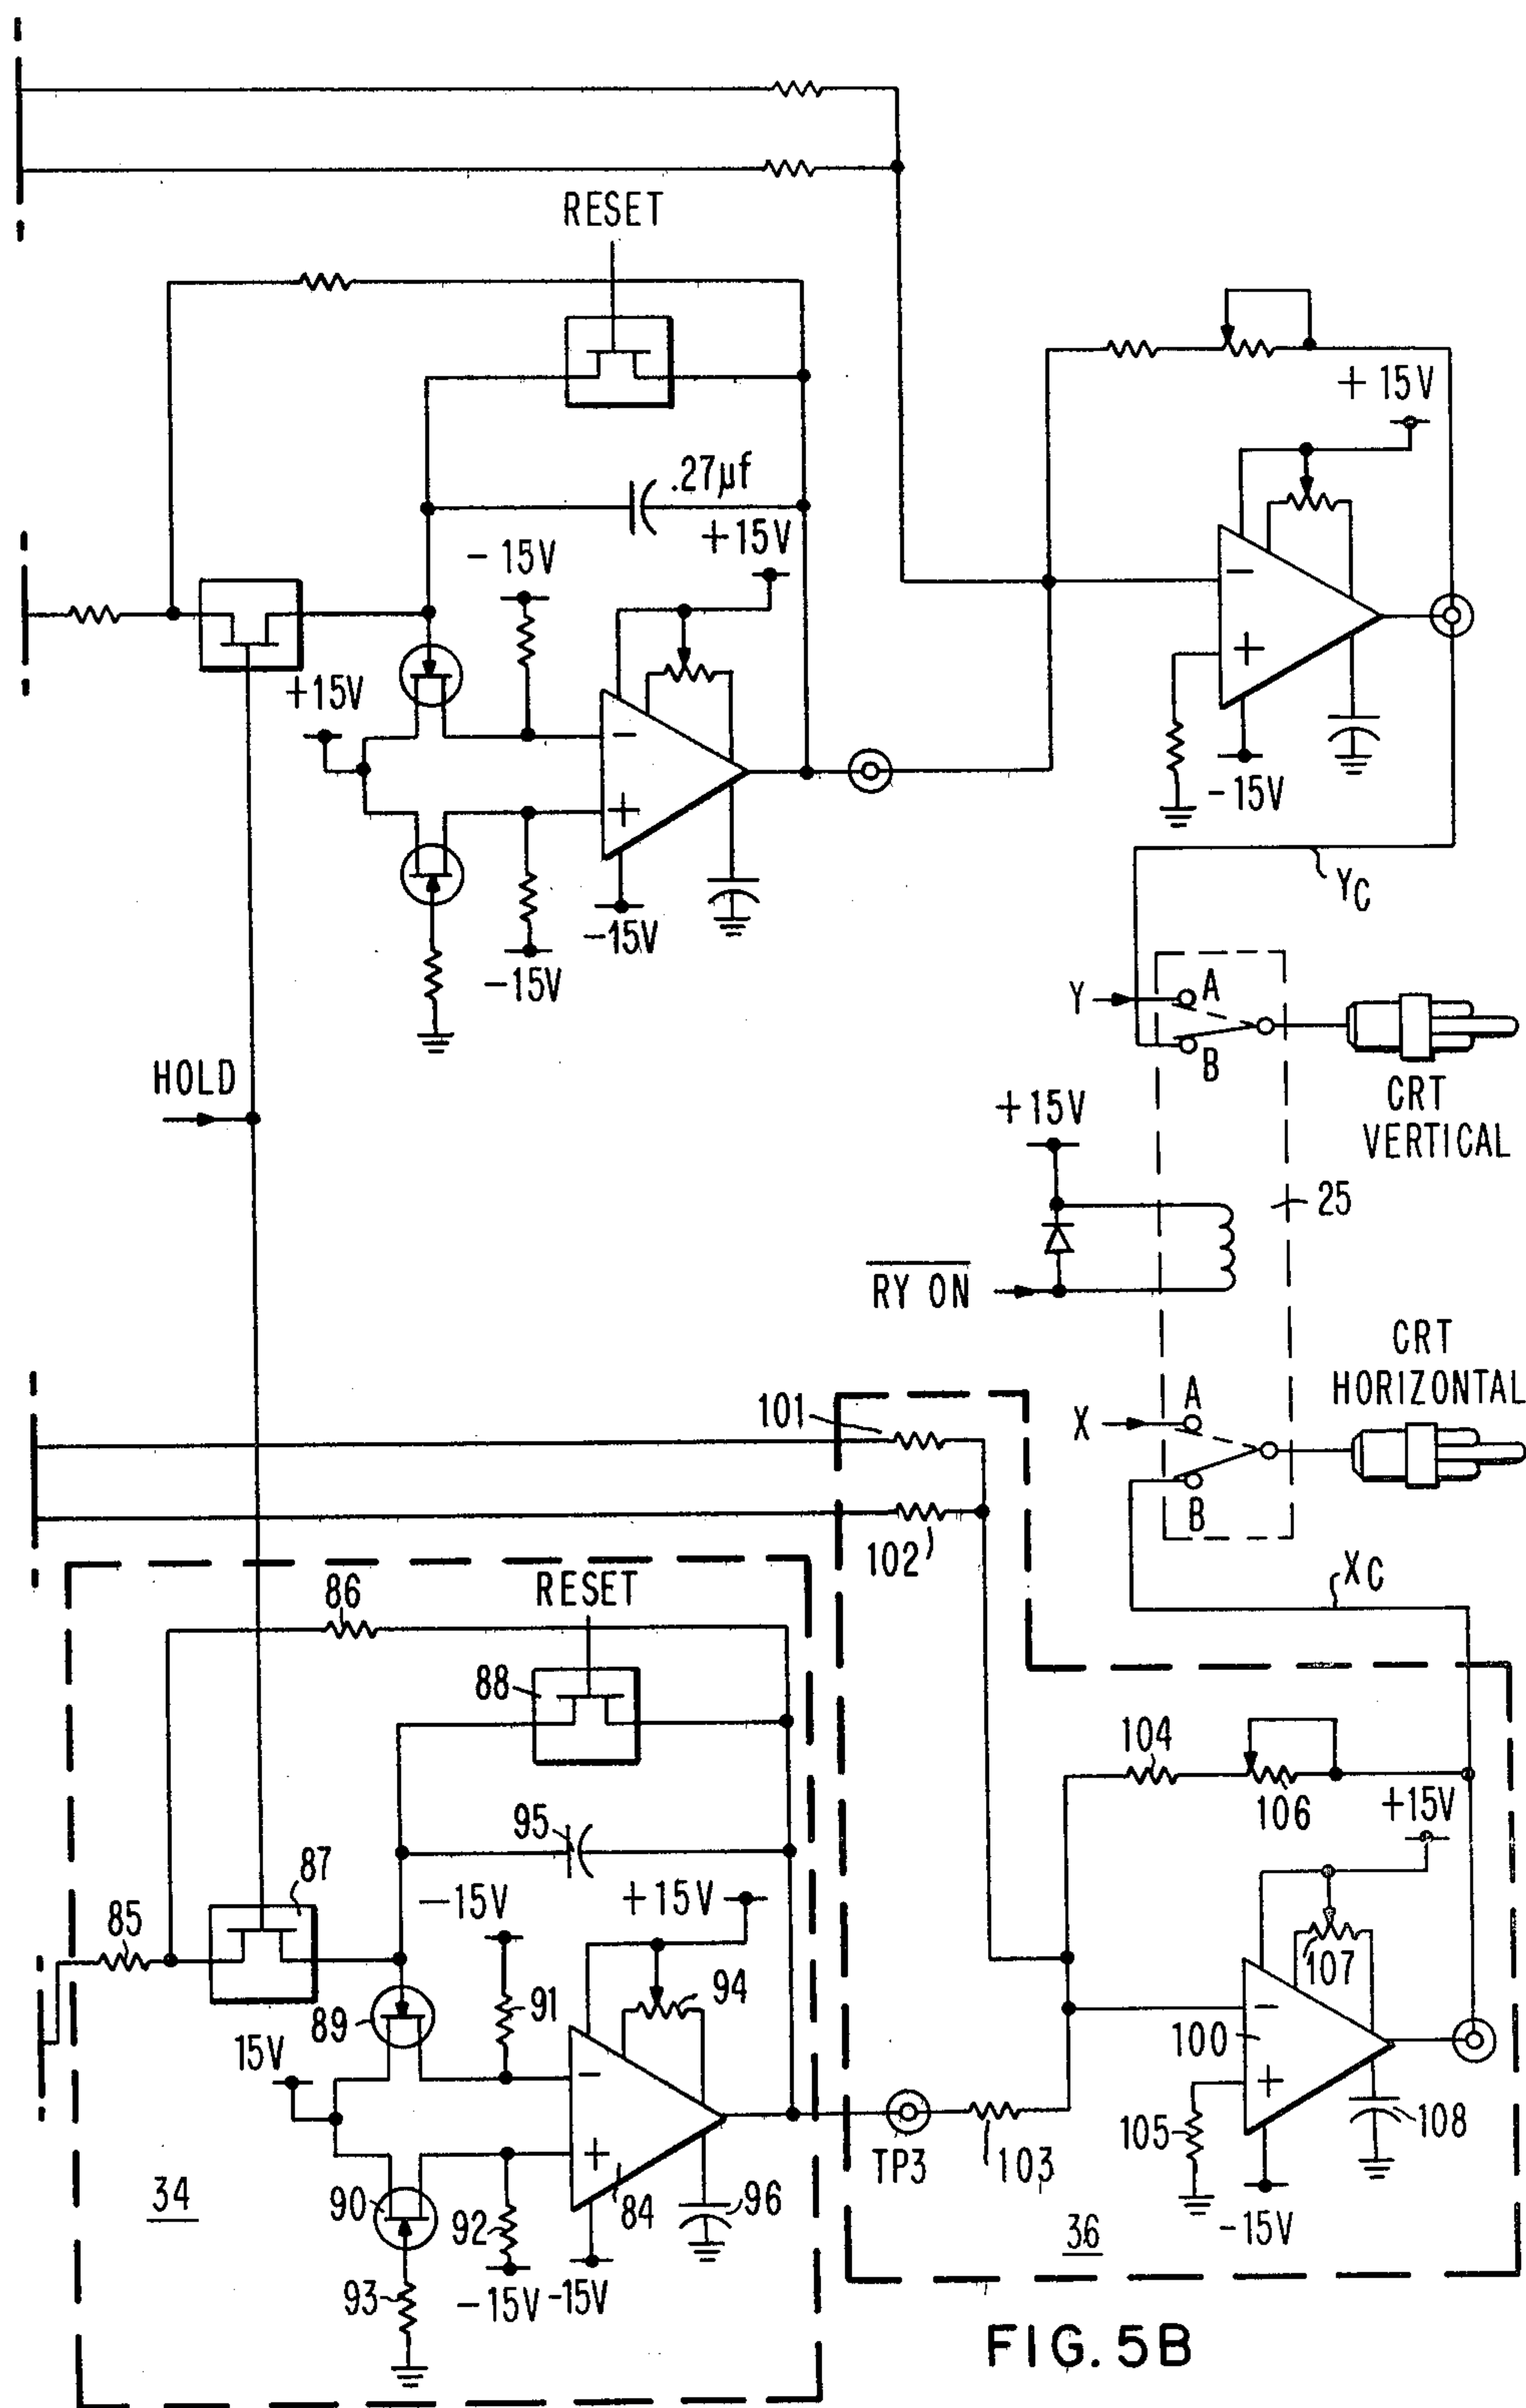 RESET
+ 15V
.27µf
+15V
- 15V
+15V
-
+
-
+
-15V
-15V
-15V
YC
Y
A
B
HOLD
CRT
VERTICAL
+15V
25
RY ON
CRT
HORIZONTAL
A
X
B
101
102
XC
86
RESET
88
104
106
+15V
95
87
-15V
+15V
85
94
91
89
107
15V
-
-
100
+
+
105
108
TP3
103
34
90
92
84
96
-15V
93
-15V
-15V
36
FIG. 5B